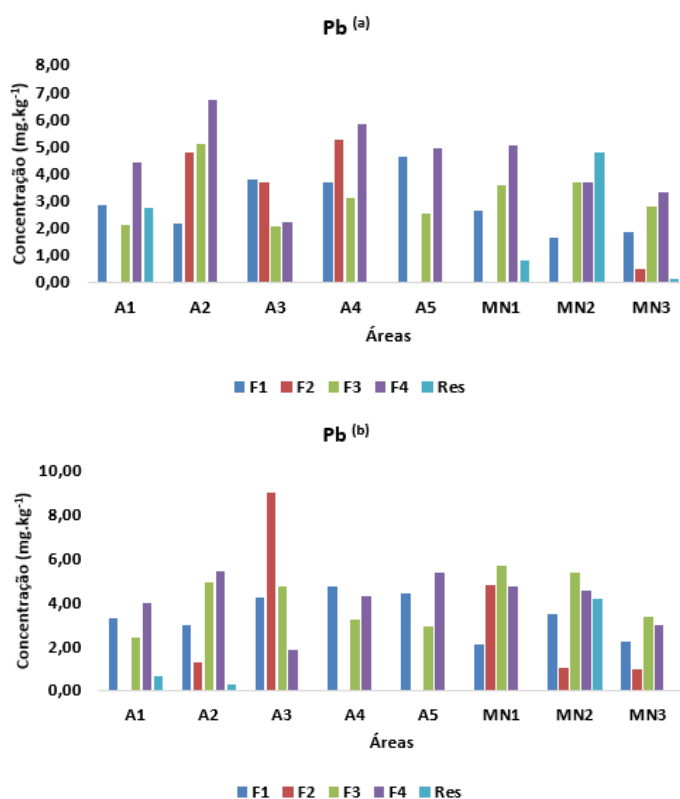 Pb (a)
Concentração (mg.kg-1)
8,00
7,00
6,00
5,00
4,00
3,00
2,00
1,00
0,00
A1 A2 A3 A4 A5 MN1 MN2 MN3
Áreas
F1 F2 F3 F4 Res
Pb (b)
Concentração (mg.kg-1)
10,00
8,00
6,00
4,00
2,00
0,00
A1 A2 A3 A4 A5 MN1 MN2 MN3
Áreas
F1 F2 F3 F4 Res